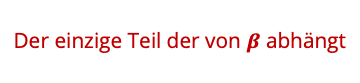 Der einzige Teil der von β abhängt